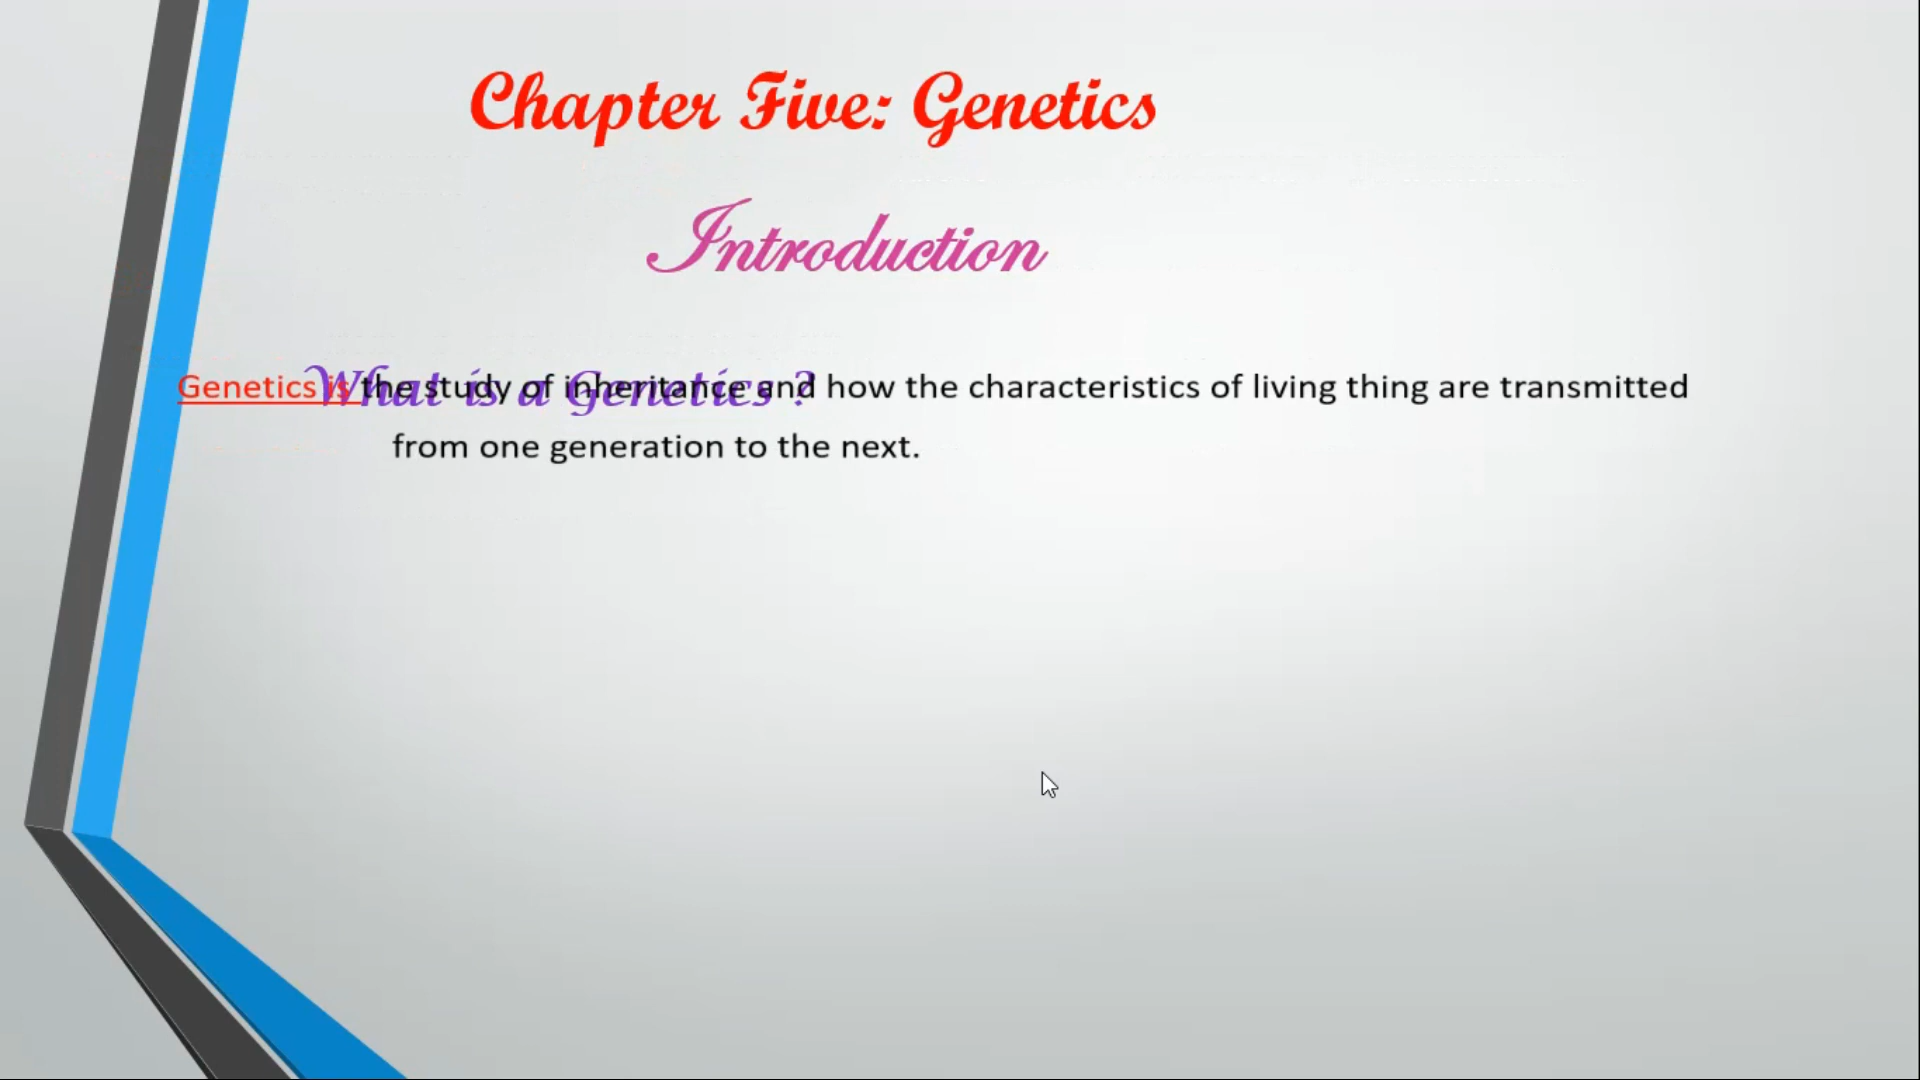 Chapter Five: Genetics
Introduction
What is a Genetics ?
Genetics is the study of inheritance and how the characteristics of living thing are transmitted
from one generation to the next.